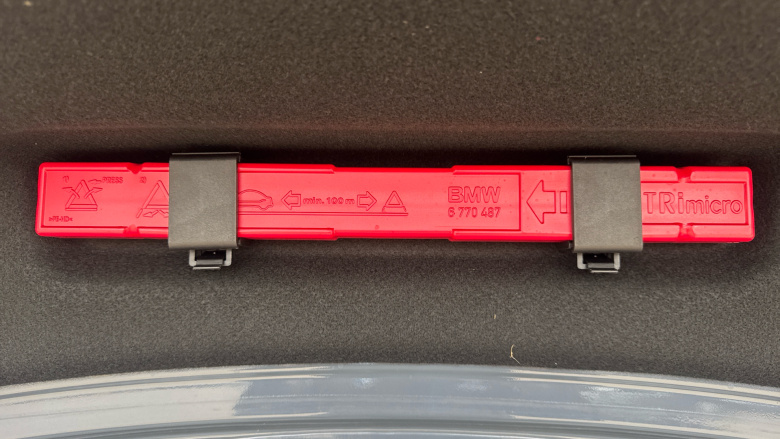 PRESS
min. 100 m
BMW
6 770 487
TRimicro